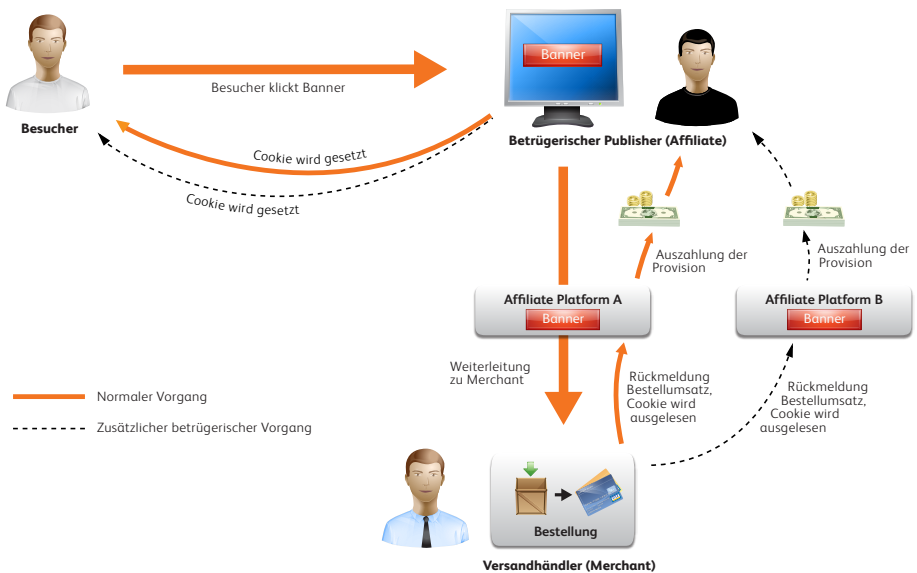 Banner
Besucher klickt Banner
Besucher
Betrügerischer Publisher (Affiliate)
Cookie wird gesetzt
Cookie wird gesetzt
Auszahlung der
Provision
Auszahlung der
Provision
Affiliate Platform A
Banner
Affiliate Platform B
Banner
Weiterleitung
zu Merchant
Rückmeldung
Bestellumsatz,
Cookie wird
ausgelesen
Rückmeldung
Bestellumsatz,
Cookie wird
ausgelesen
Normaler Vorgang
Zusätzlicher betrügerischer Vorgang
Bestellung
Versandhändler (Merchant)